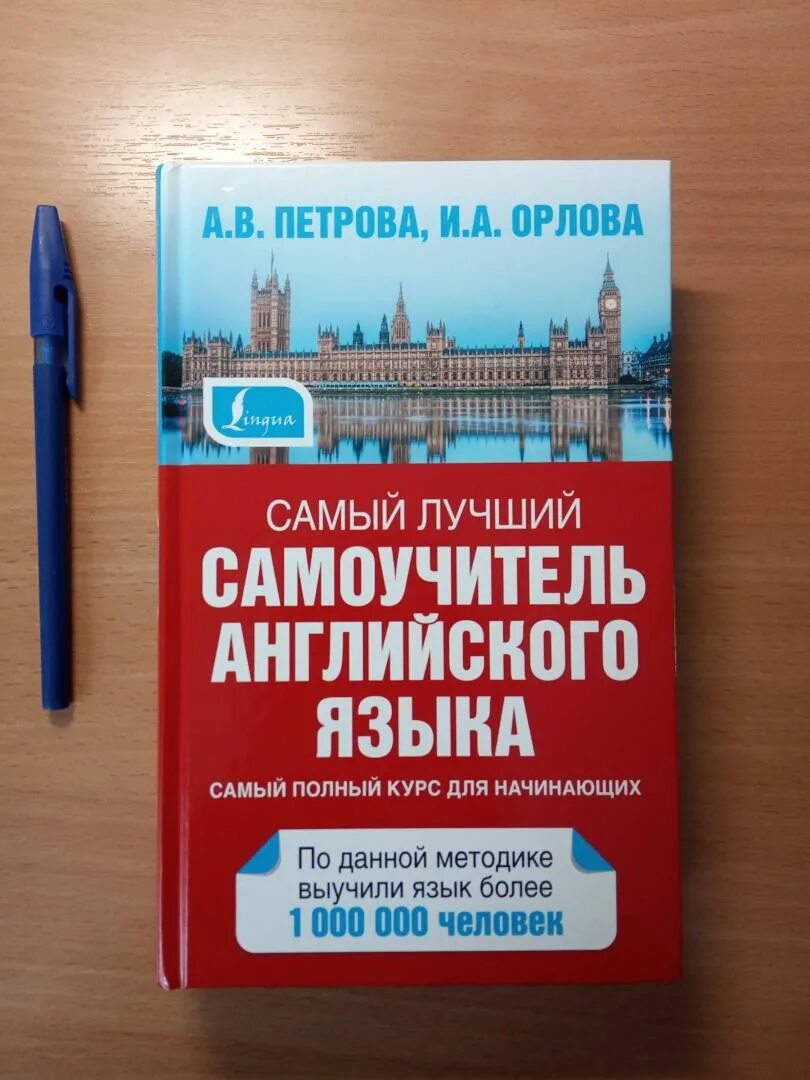 А.В. ПЕТРОВА, И.А. ОРЛОВА
Lingua
САМЫЙ ЛУЧШИЙ
САМОУЧИТЕЛЬ
АНГЛИЙСКОГО
ЯЗЫКА
САМЫЙ ПОЛНЫЙ КУРС ДЛЯ НАЧИНАЮЩИХ
По данной методике
выучили язык более
1 000 000 человек